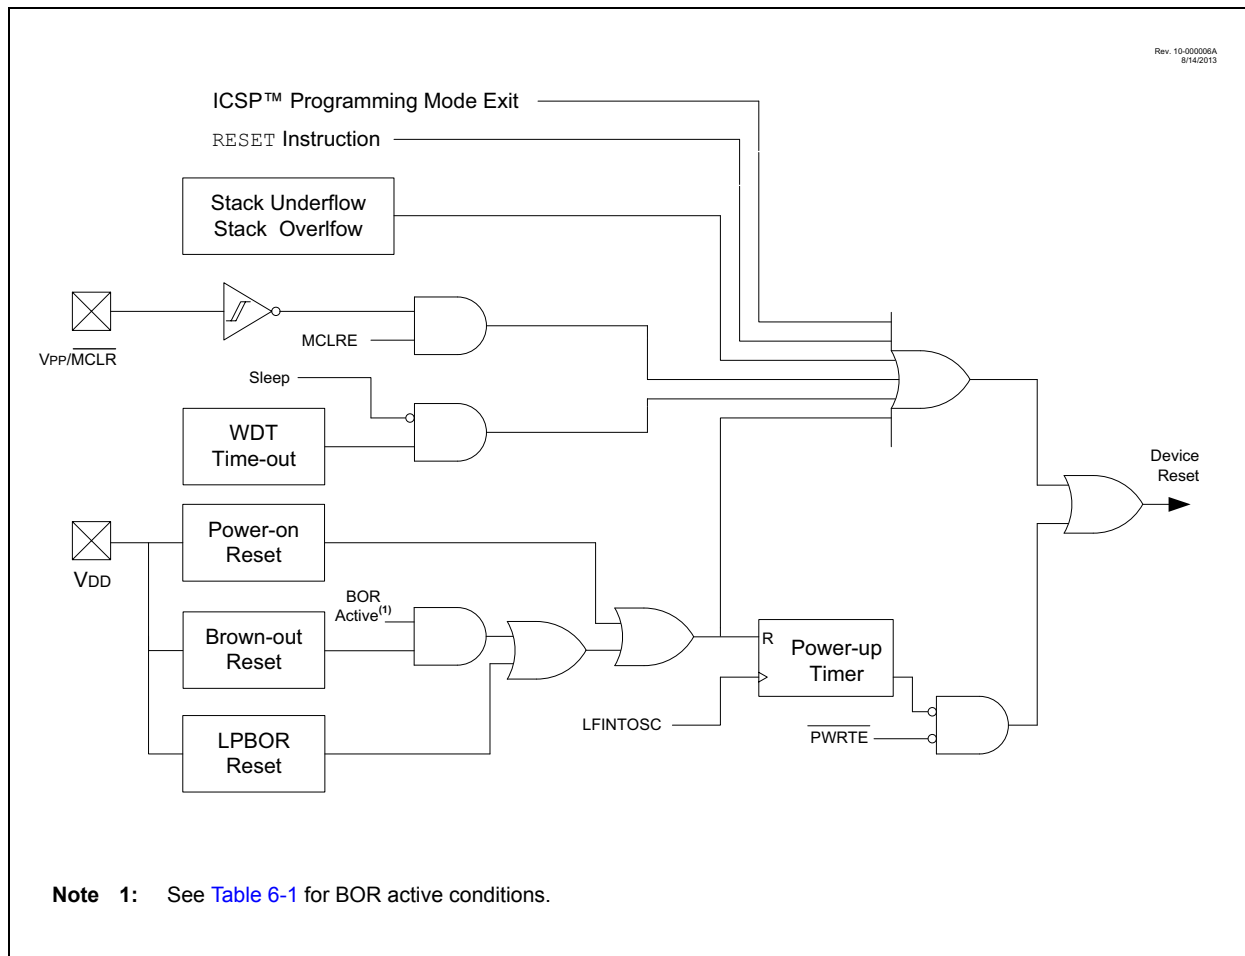 Rev. 10-000006A
8/14/2013
ICSP™ Programming Mode Exit
RESET Instruction
Stack Underflow
Stack Overlfow
VPP/MCLR
MCLRE
Sleep
WDT
Time-out
Device
Reset
Power-on
Reset
VDD
BOR
Active(1)
Brown-out
Reset
R
Power-up
Timer
LFINTOSC
PWRTE
LPBOR
Reset
Note 1: See Table 6-1 for BOR active conditions.